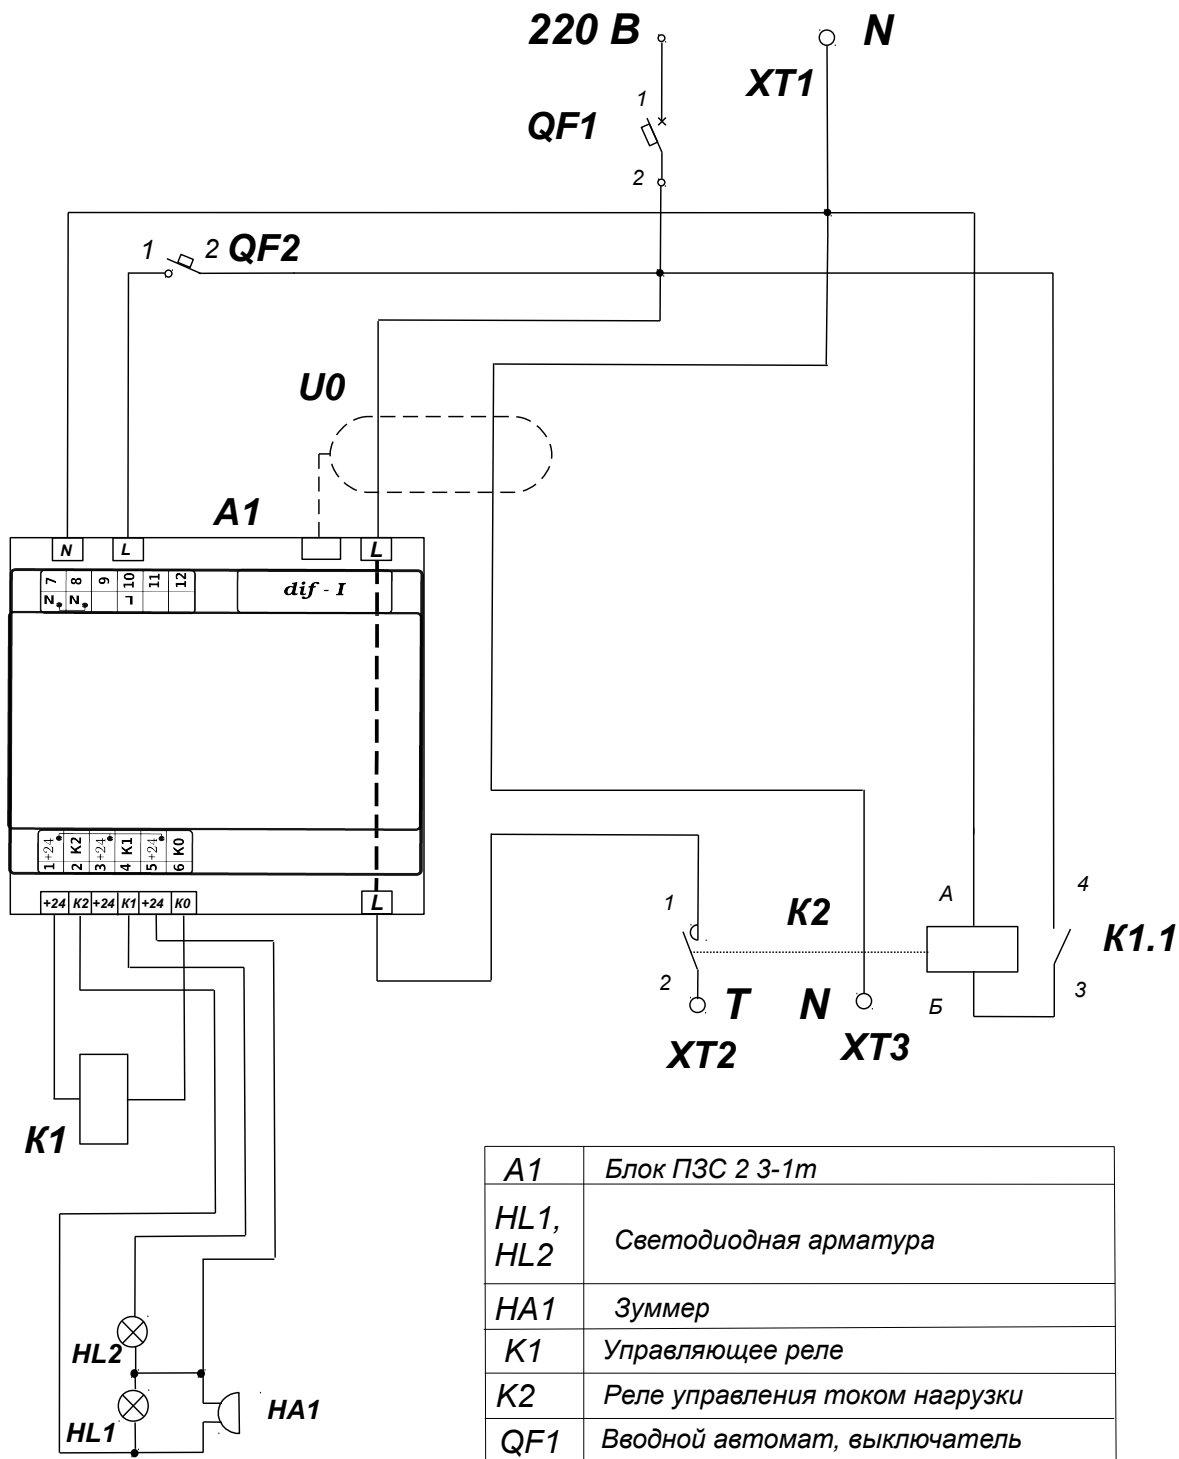 220 В
N
XT1
1
QF1
2
1 2 QF2
U0
A1
N L L
7 8 9 10 11 12
N N L
dif - I
1 +24
2 K2
3 +24
4 K1
5 +24
6 K0
+24 K2 +24 K1 +24 K0 L
1
K2
А
4
K1.1
2
T
N
Б
3
XT2
XT3
K1
HL2
HL1
HA1
A1 Блок ПЗС 2 3-1т
HL1,
HL2 Светодиодная арматура
HA1 Зуммер
K1 Управляющее реле
K2 Реле управления током нагрузки
QF1 Вводной автомат, выключатель